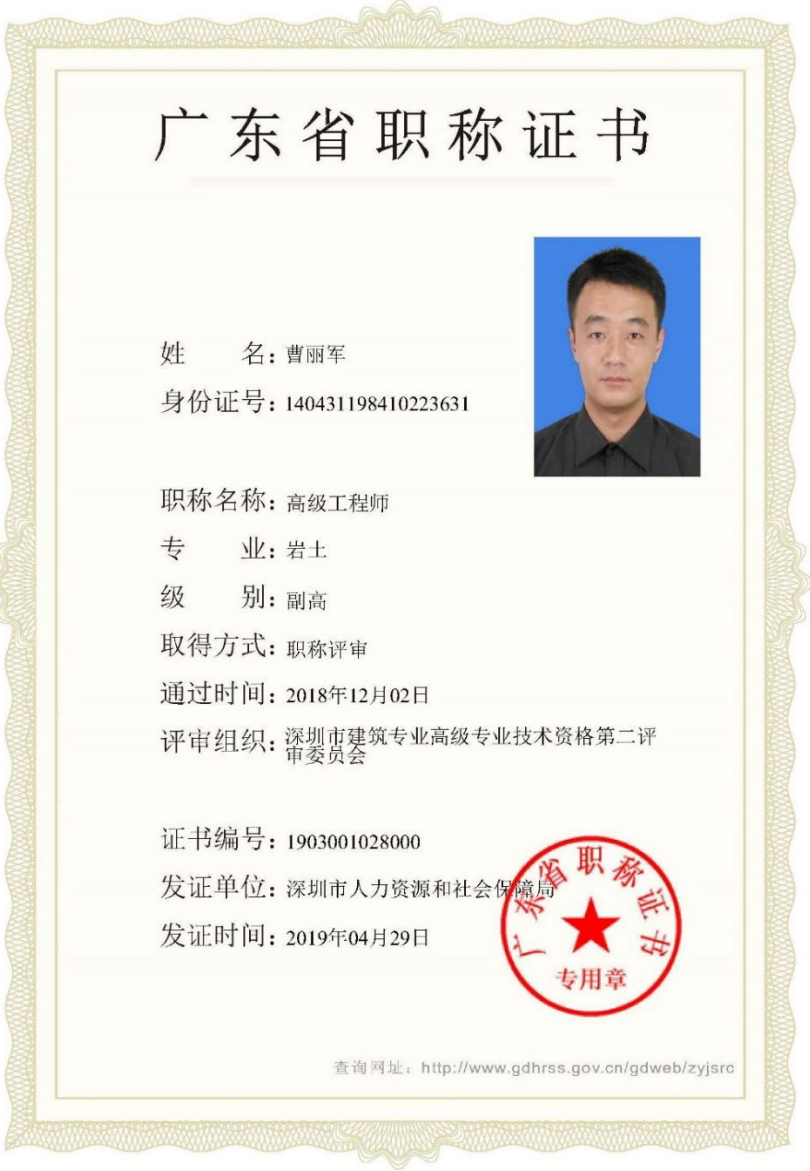 广东省职称证书
姓 名：曹丽军
身份证号：140431198410223631
职称名称：高级工程师
专 业：岩土
级 别：副高
取得方式：职称评审
通过时间：2018年12月02日
评审组织：深圳市建筑专业高级专业技术资格第二评
审委员会
证书编号：1903001028000
发证单位：深圳市人力资源和社会保障局
发证时间：2019年04月29日
广东省职称证书
专用章
查询网址：http://www.gdhrss.gov.cn/gdweb/zyjsrc